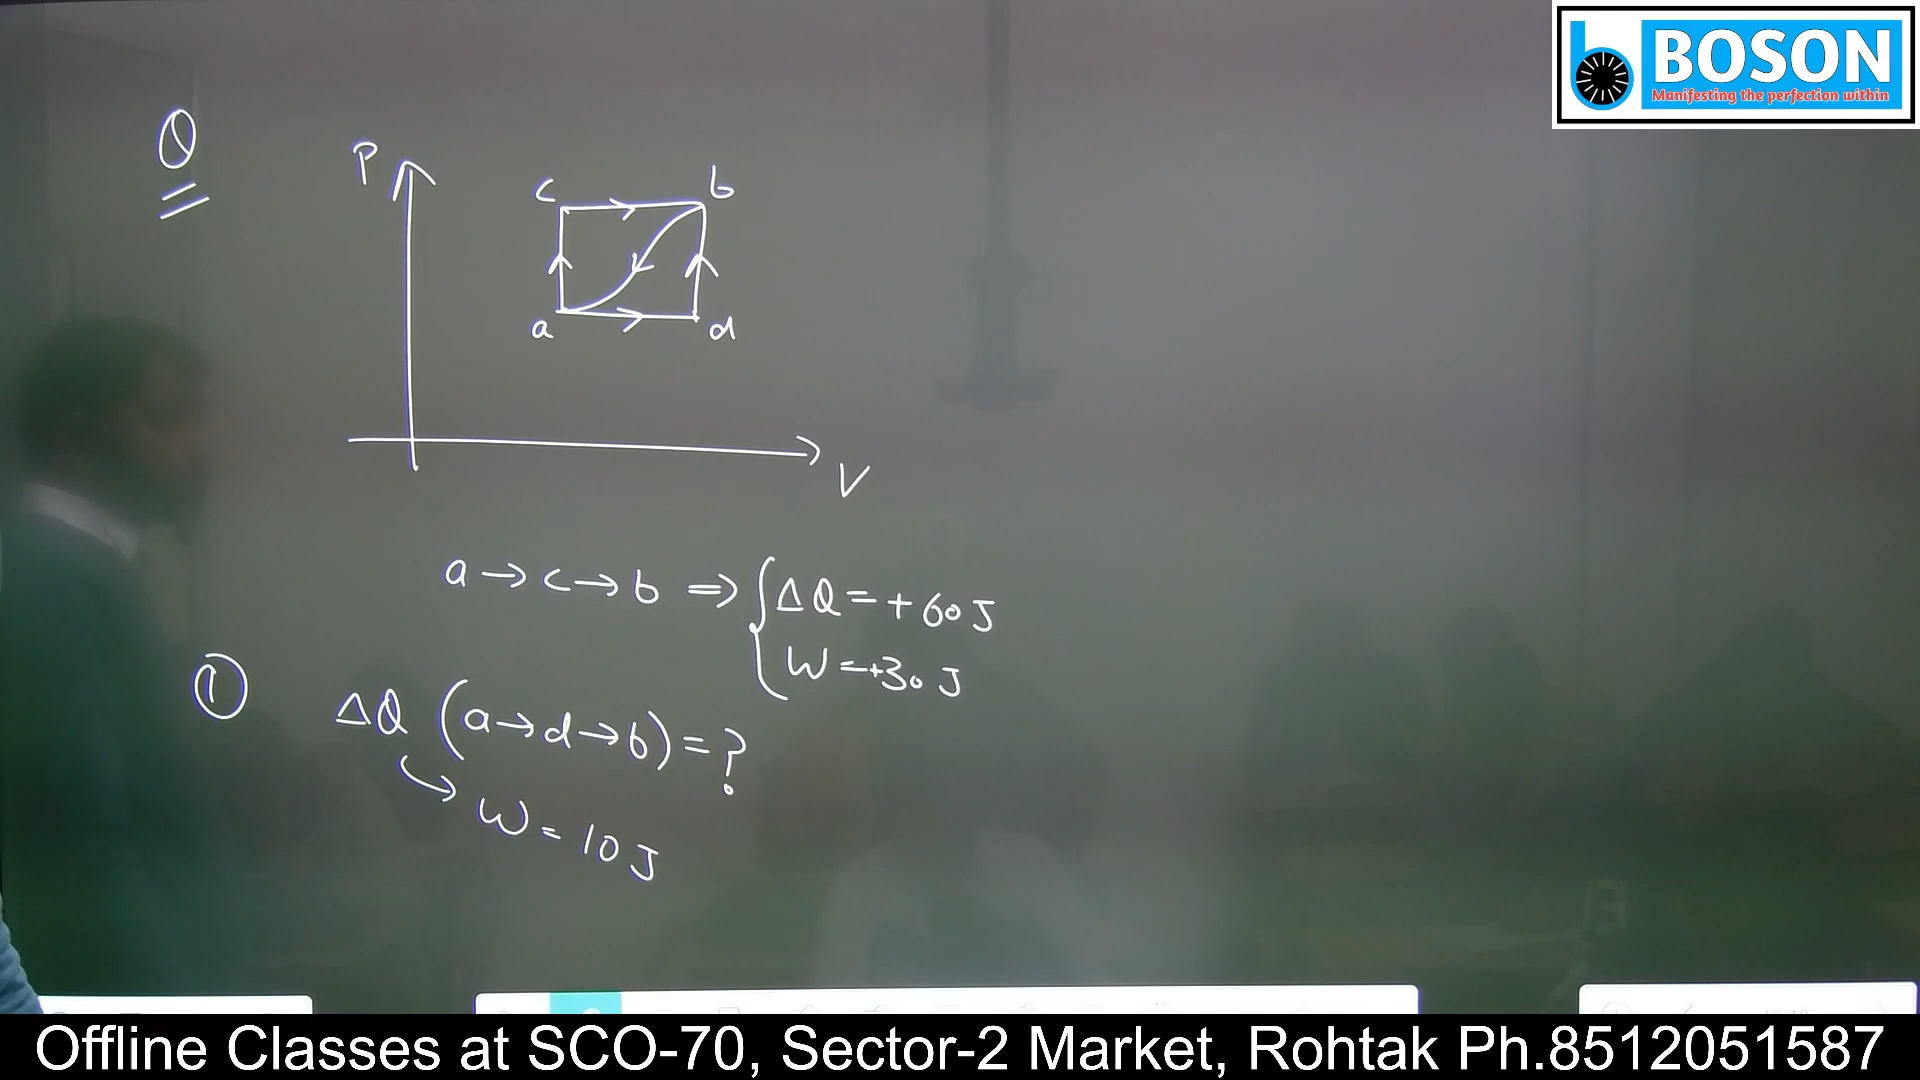 BOSON
Manifesting the perfection within
Q
P
c
b
a
d
V
a → c → b ⇒ { ΔQ = +60 J
W = +30 J
① ΔQ (a → d → b) = ?
↳ W = 10 J
Offline Classes at SCO-70, Sector-2 Market, Rohtak Ph.8512051587